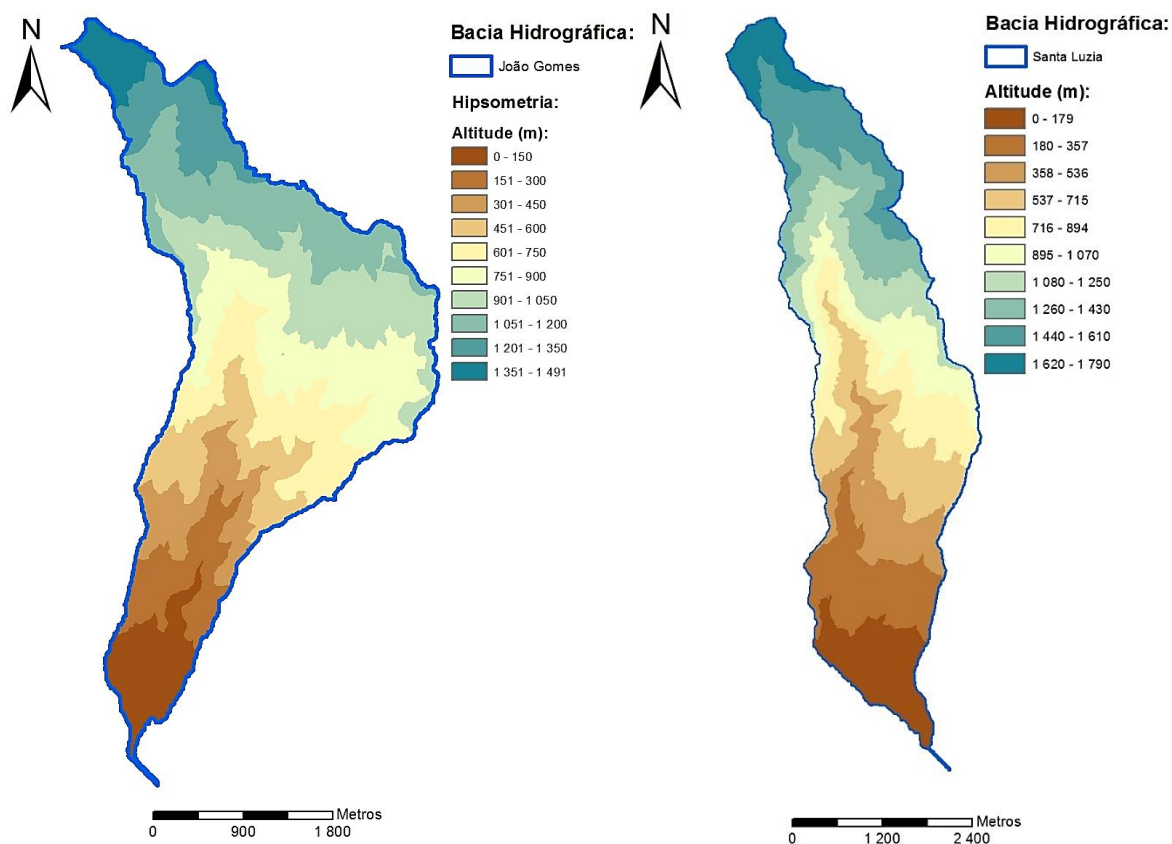 N
Bacia Hidrográfica:
João Gomes
Hipsometria:
Altitude (m):
0 - 150
151 - 300
301 - 450
451 - 600
601 - 750
751 - 900
901 - 1 050
1 051 - 1 200
1 201 - 1 350
1 351 - 1 491
Metros
0 900 1 800
N
Bacia Hidrográfica:
Santa Luzia
Altitude (m):
0 - 179
180 - 357
358 - 536
537 - 715
716 - 894
895 - 1 070
1 080 - 1 250
1 260 - 1 430
1 440 - 1 610
1 620 - 1 790
Metros
0 1 200 2 400